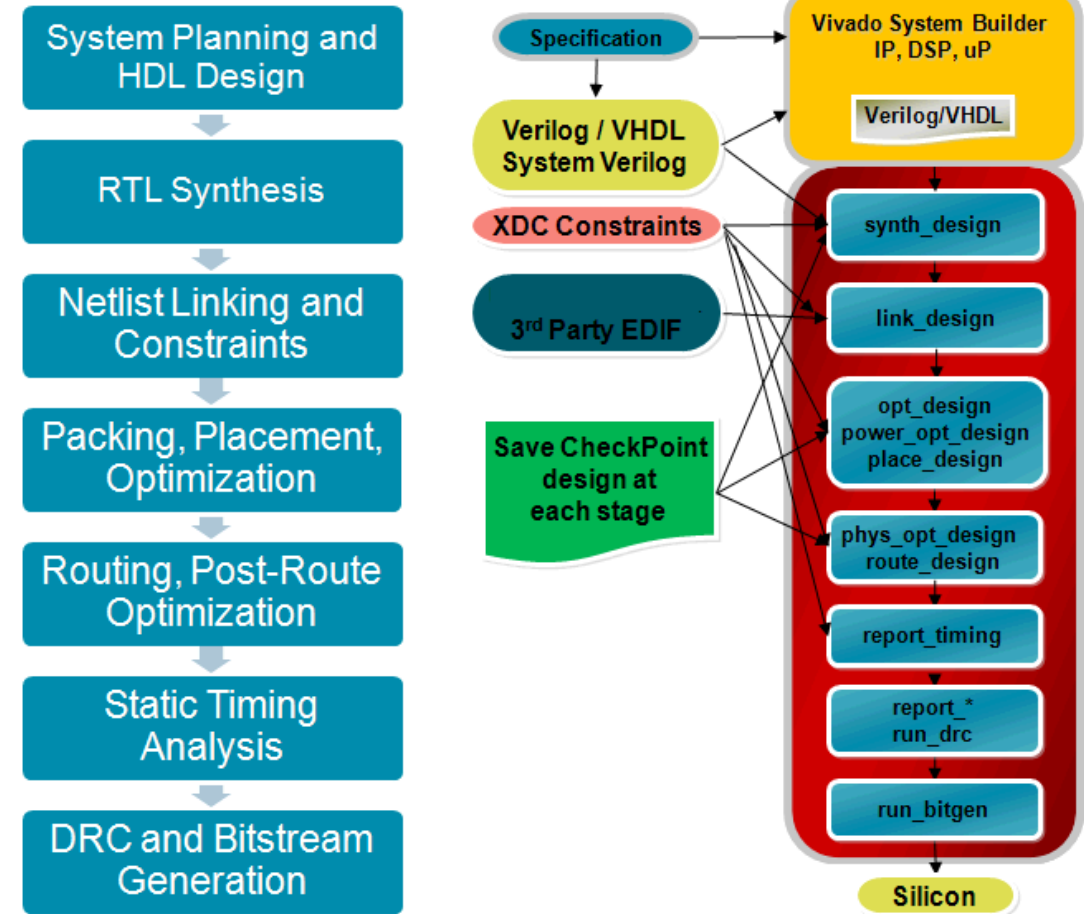 System Planning and
HDL Design
RTL Synthesis
Netlist Linking and
Constraints
Packing, Placement,
Optimization
Routing, Post-Route
Optimization
Static Timing
Analysis
DRC and Bitstream
Generation
Specification
Verilog / VHDL
System Verilog
XDC Constraints
3rd Party EDIF
Save CheckPoint
design at
each stage
Vivado System Builder
IP, DSP, uP
Verilog/VHDL
synth_design
link_design
opt_design
power_opt_design
place_design
phys_opt_design
route_design
report_timing
report_*
run_drc
run_bitgen
Silicon